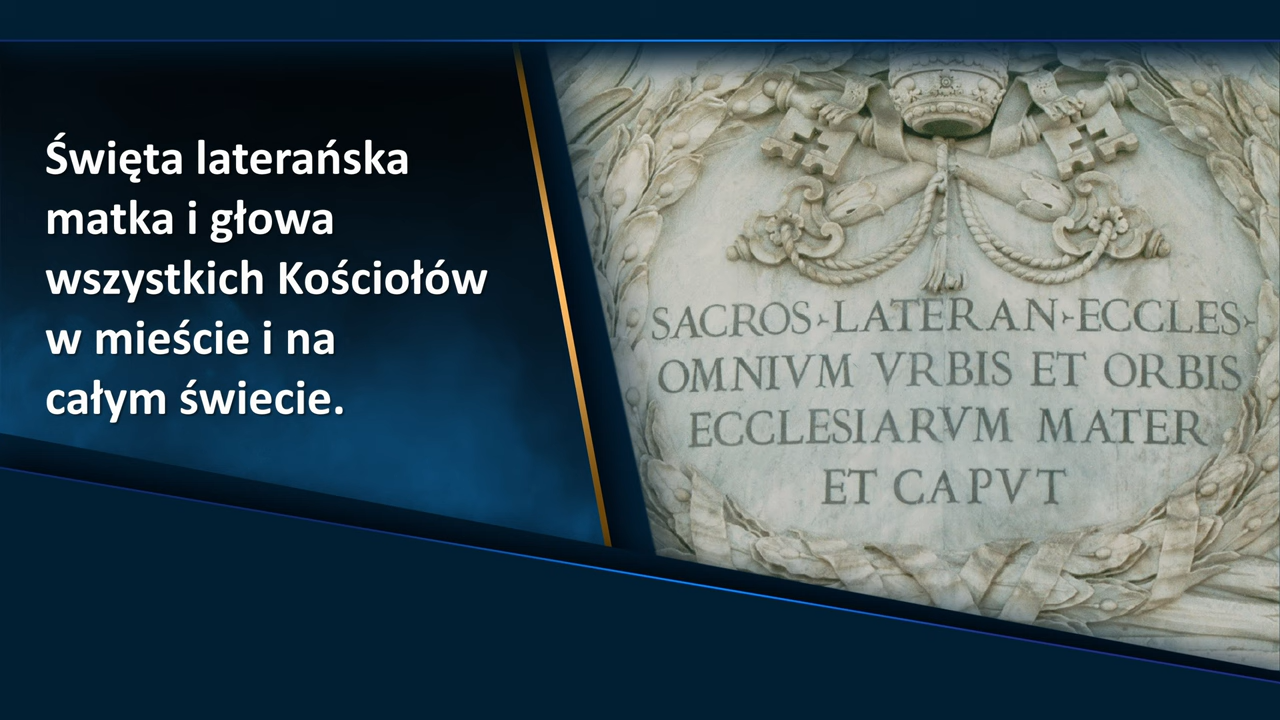 Święta laterańska
matka i głowa
wszystkich Kościołów
w mieście i na
całym świecie.
SACROS LATERAN ECCLES
OMNIVM VRBIS ET ORBIS
ECCLESIARVM MATER
ET CAPVT